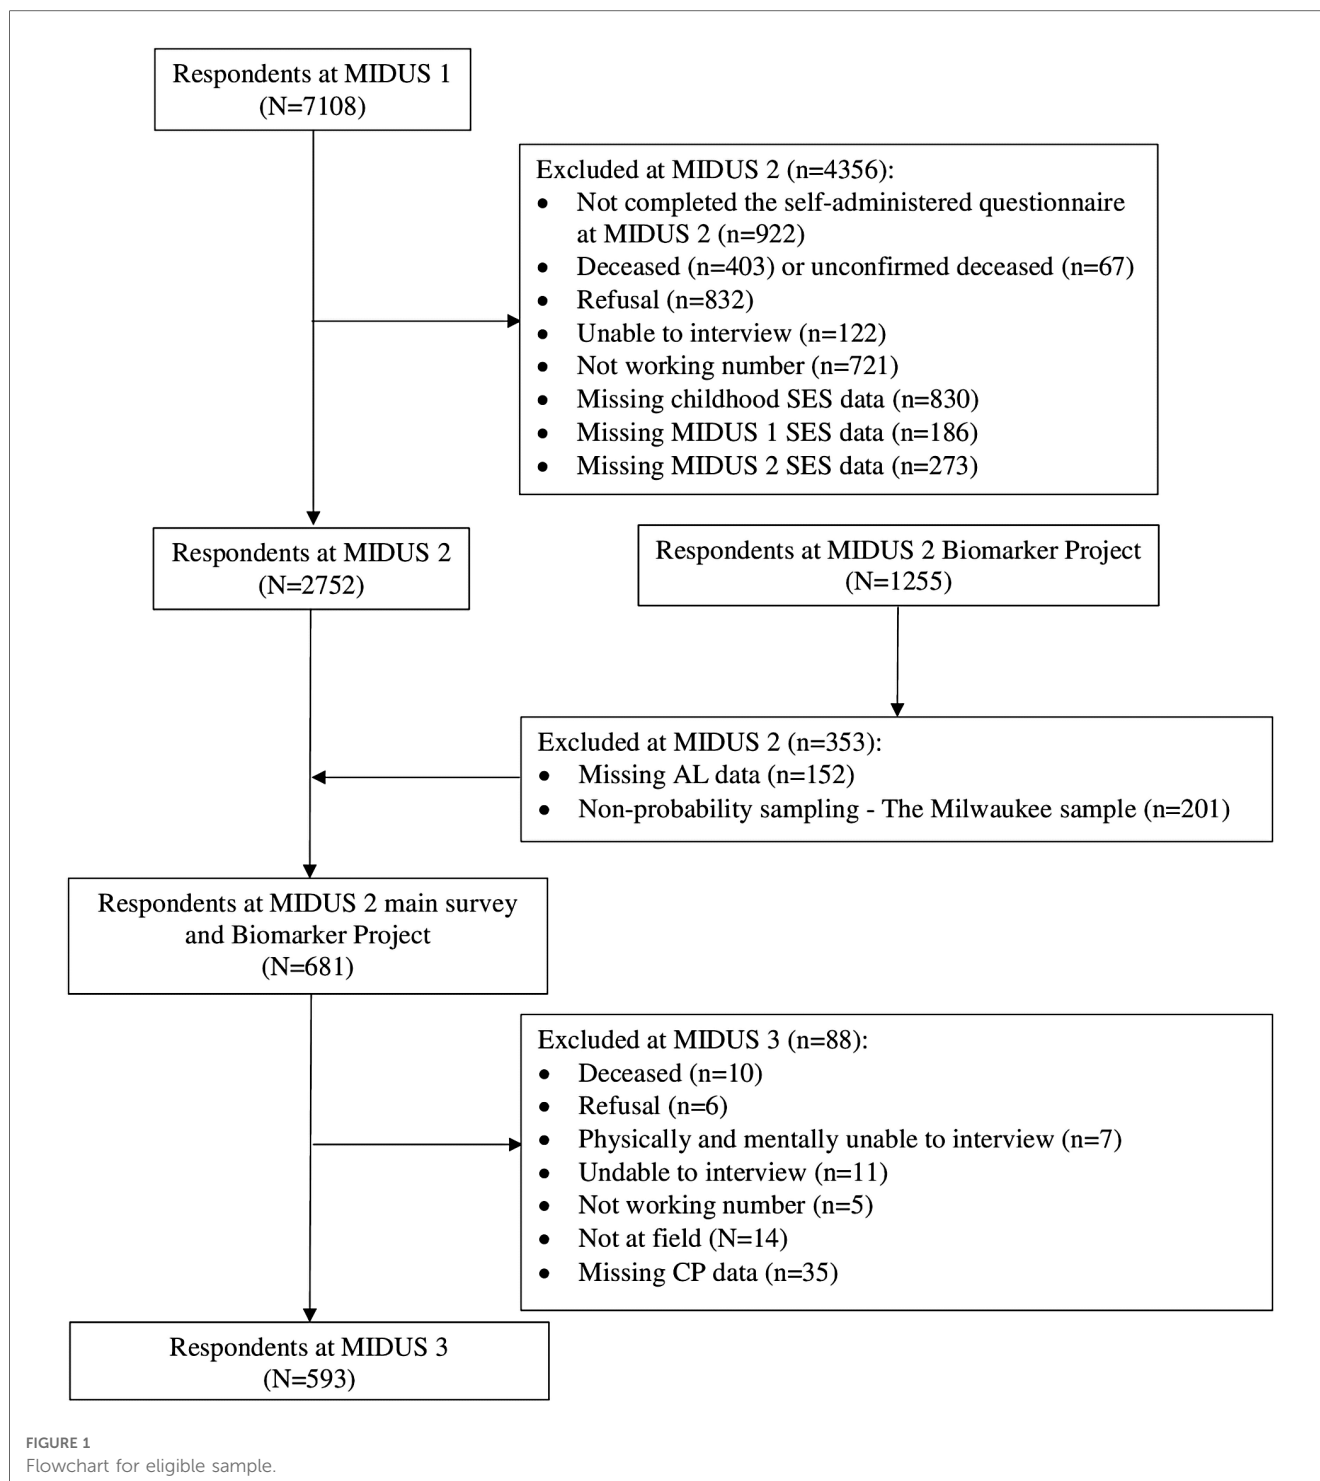 Respondents at MIDUS 1
(N=7108)
Excluded at MIDUS 2 (n=4356):
• Not completed the self-administered questionnaire
at MIDUS 2 (n=922)
• Deceased (n=403) or unconfirmed deceased (n=67)
• Refusal (n=832)
• Unable to interview (n=122)
• Not working number (n=721)
• Missing childhood SES data (n=830)
• Missing MIDUS 1 SES data (n=186)
• Missing MIDUS 2 SES data (n=273)
Respondents at MIDUS 2
(N=2752)
Respondents at MIDUS 2 Biomarker Project
(N=1255)
Excluded at MIDUS 2 (n=353):
• Missing AL data (n=152)
• Non-probability sampling - The Milwaukee sample (n=201)
Respondents at MIDUS 2 main survey
and Biomarker Project
(N=681)
Excluded at MIDUS 3 (n=88):
• Deceased (n=10)
• Refusal (n=6)
• Physically and mentally unable to interview (n=7)
• Undable to interview (n=11)
• Not working number (n=5)
• Not at field (N=14)
• Missing CP data (n=35)
Respondents at MIDUS 3
(N=593)
FIGURE 1
Flowchart for eligible sample.